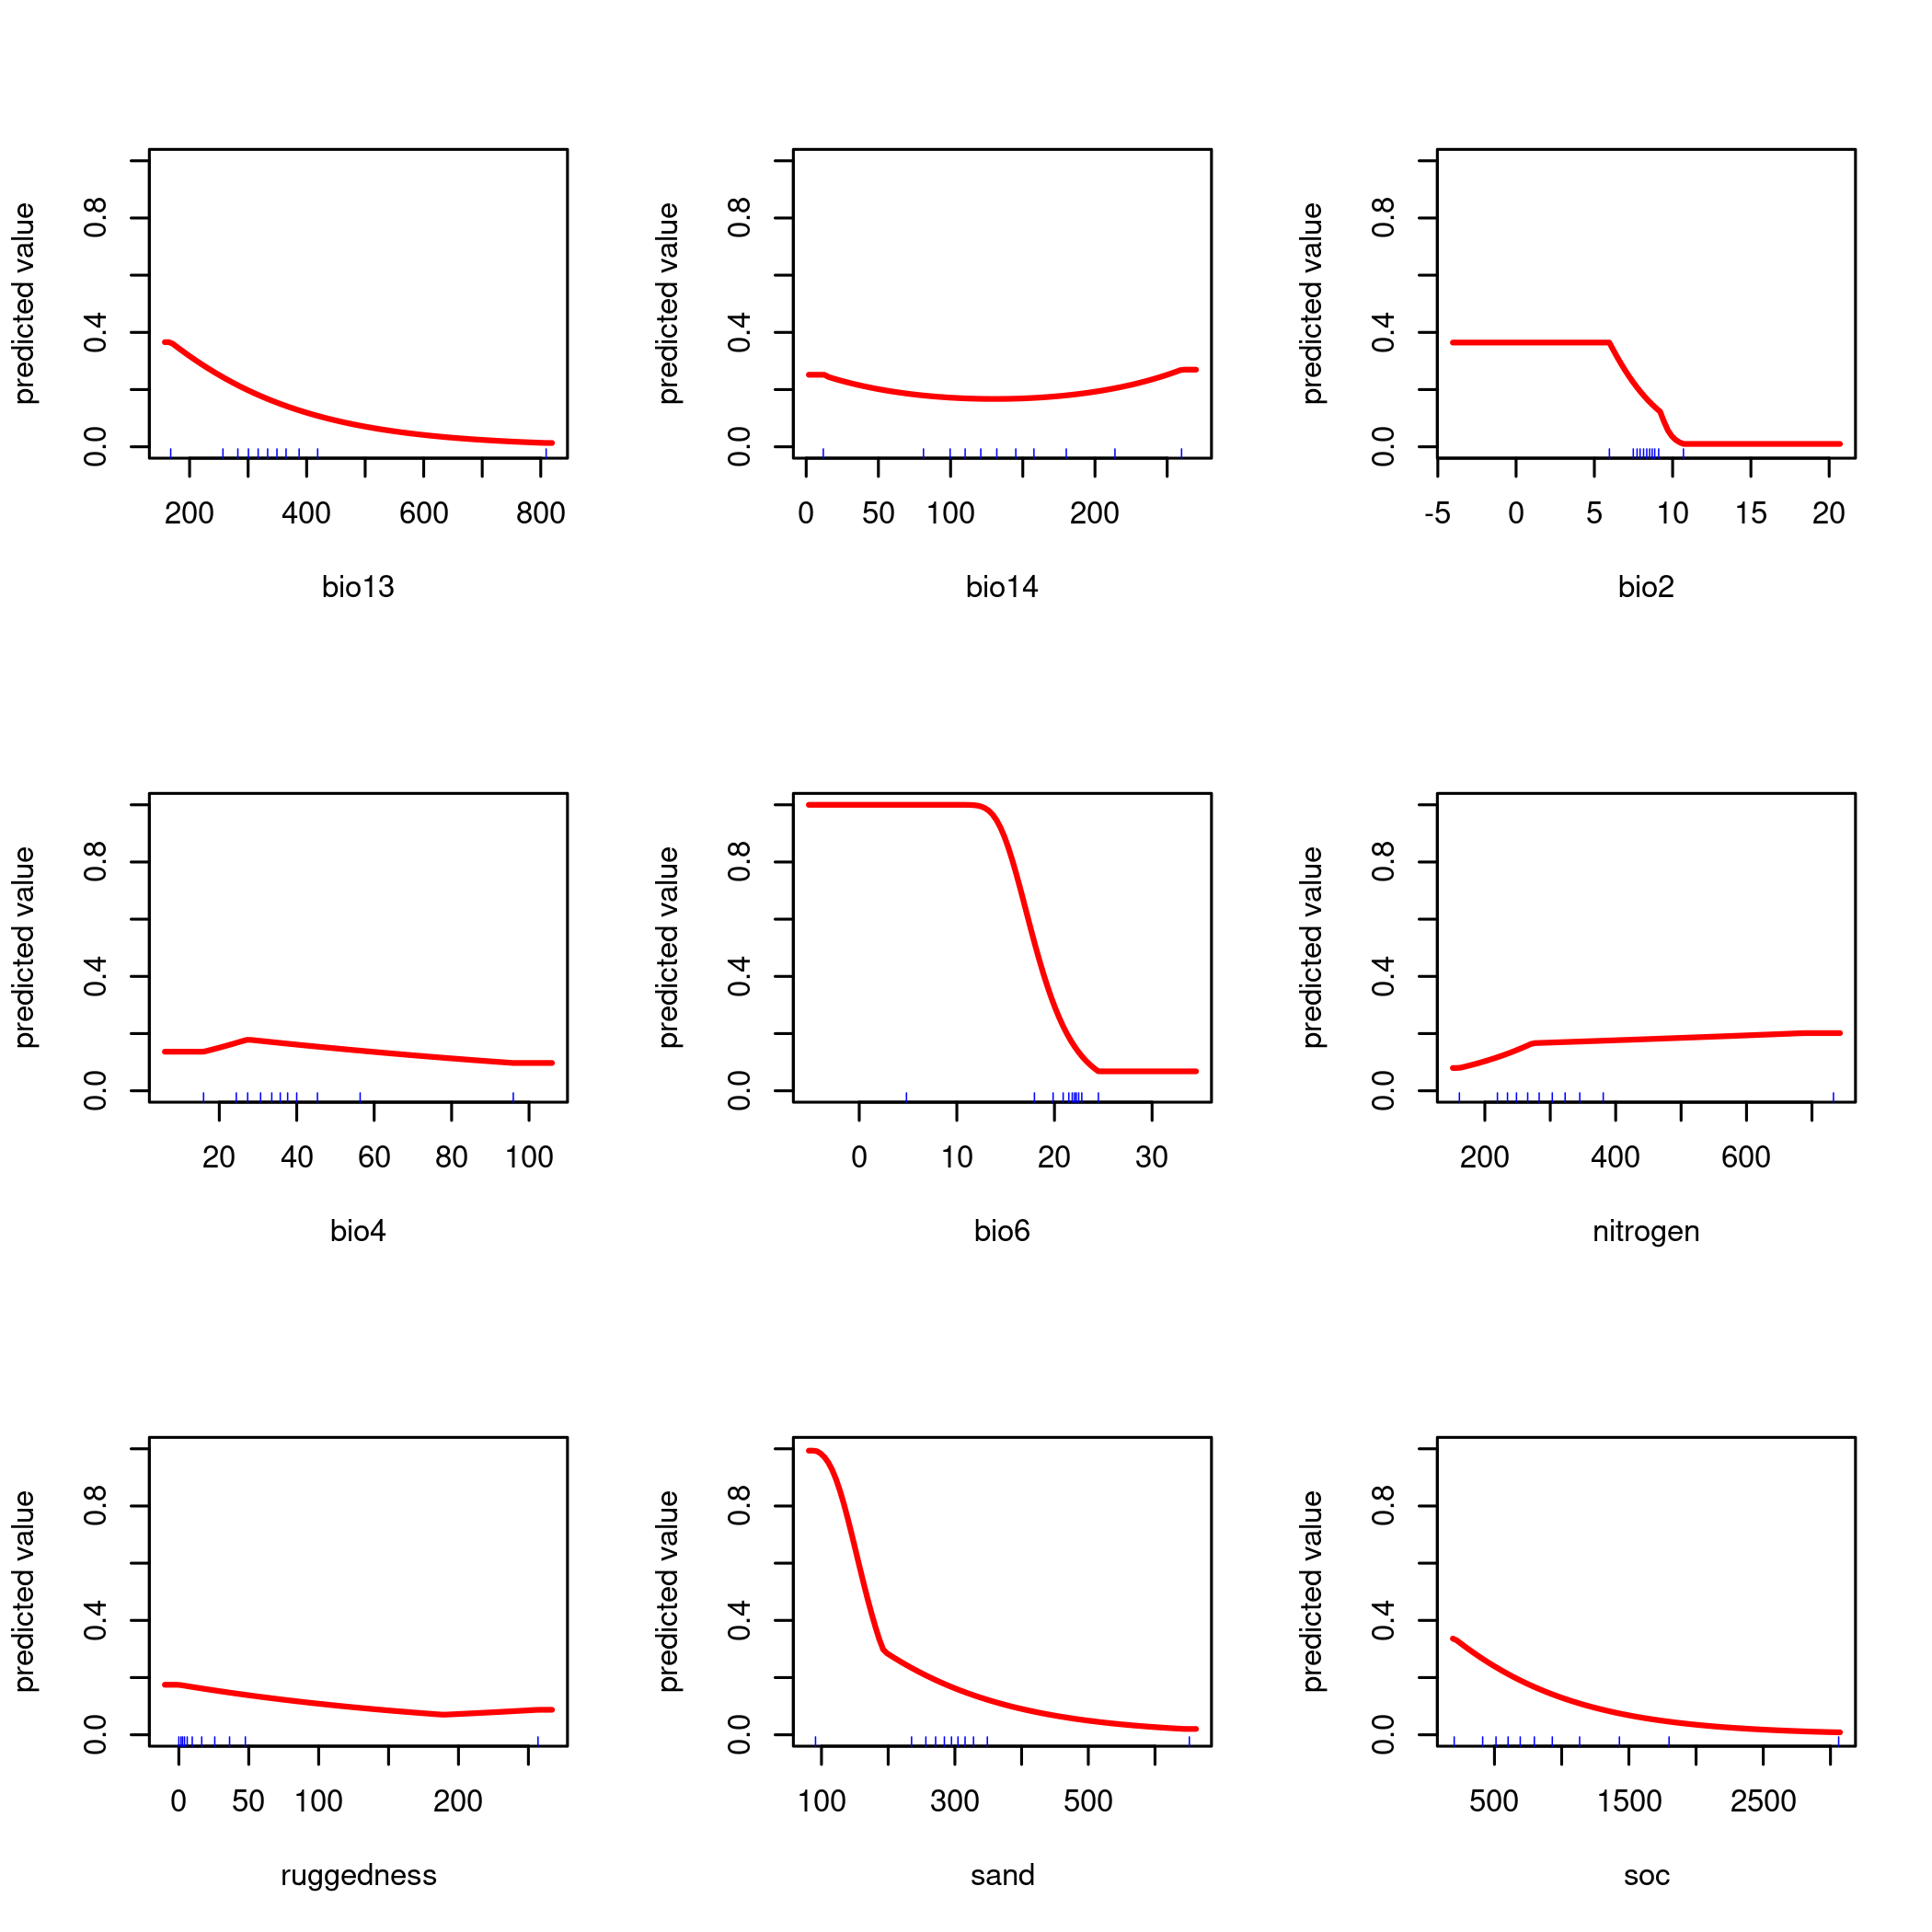 predicted value
0.0 0.4 0.8
200 400 600 800
bio13
predicted value
0.0 0.4 0.8
0 50 100 200
bio14
predicted value
0.0 0.4 0.8
-5 0 5 10 15 20
bio2
predicted value
0.0 0.4 0.8
20 40 60 80 100
bio4
predicted value
0.0 0.4 0.8
0 10 20 30
bio6
predicted value
0.0 0.4 0.8
200 400 600
nitrogen
predicted value
0.0 0.4 0.8
0 50 100 200
ruggedness
predicted value
0.0 0.4 0.8
100 300 500
sand
predicted value
0.0 0.4 0.8
500 1500 2500
soc